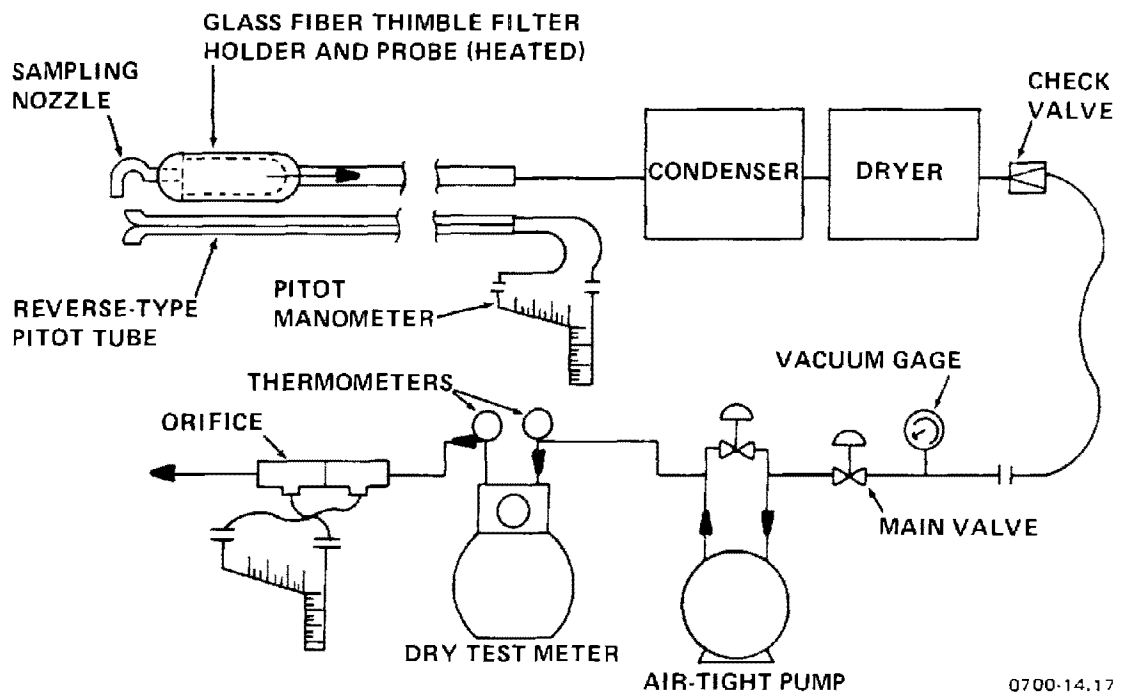 GLASS FIBER THIMBLE FILTER
HOLDER AND PROBE (HEATED)
SAMPLING
NOZZLE
CHECK
VALVE
CONDENSER
DRYER
REVERSE-TYPE
PITOT TUBE
PITOT
MANOMETER
VACUUM GAGE
THERMOMETERS
ORIFICE
MAIN VALVE
DRY TEST METER
AIR-TIGHT PUMP
0700-14.17